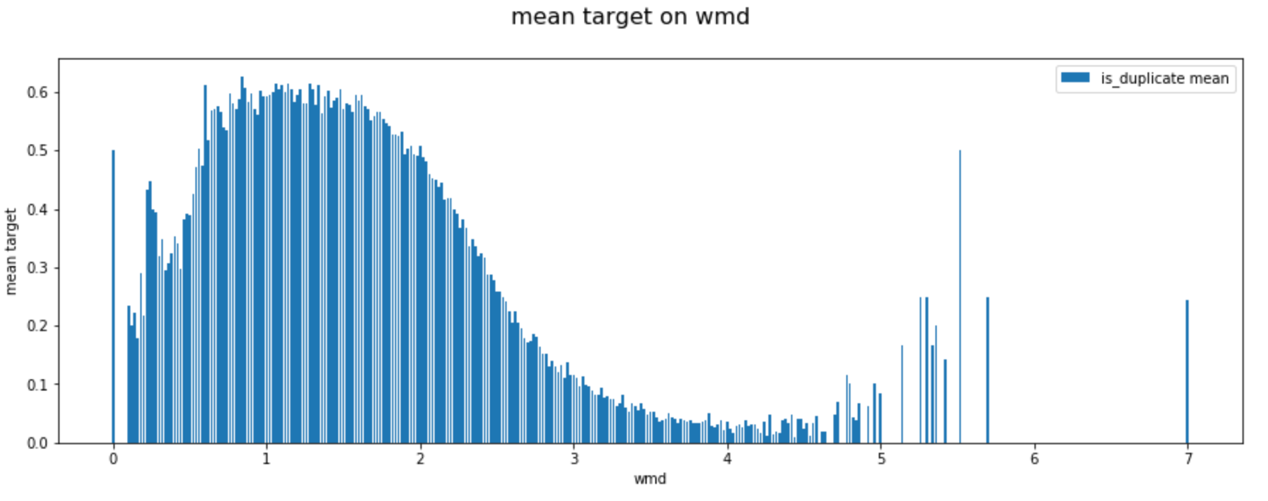 mean target on wmd
is_duplicate mean
mean target
0.6
0.5
0.4
0.3
0.2
0.1
0.0
0 1 2 3 4 5 6 7
wmd